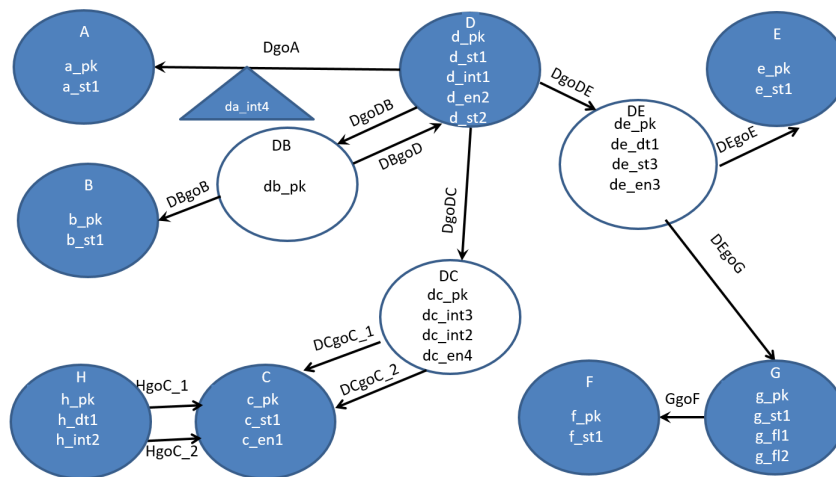 A
a_pk
a_st1
DgoA
da_int4
D
d_pk
d_st1
d_int1
d_en2
d_st2
E
e_pk
e_st1
DgoDE
DE
de_pk
de_dt1
de_st3
de_en3
DEgoE
DgoDB
DBgoD
DB
db_pk
DBgoB
B
b_pk
b_st1
DgoDC
DEgoG
DC
dc_pk
dc_int3
dc_int2
dc_en4
DCgoC_1
DCgoC_2
H
h_pk
h_dt1
h_int2
HgoC_1
HgoC_2
C
c_pk
c_st1
c_en1
F
f_pk
f_st1
GgoF
G
g_pk
g_st1
g_fl1
g_fl2